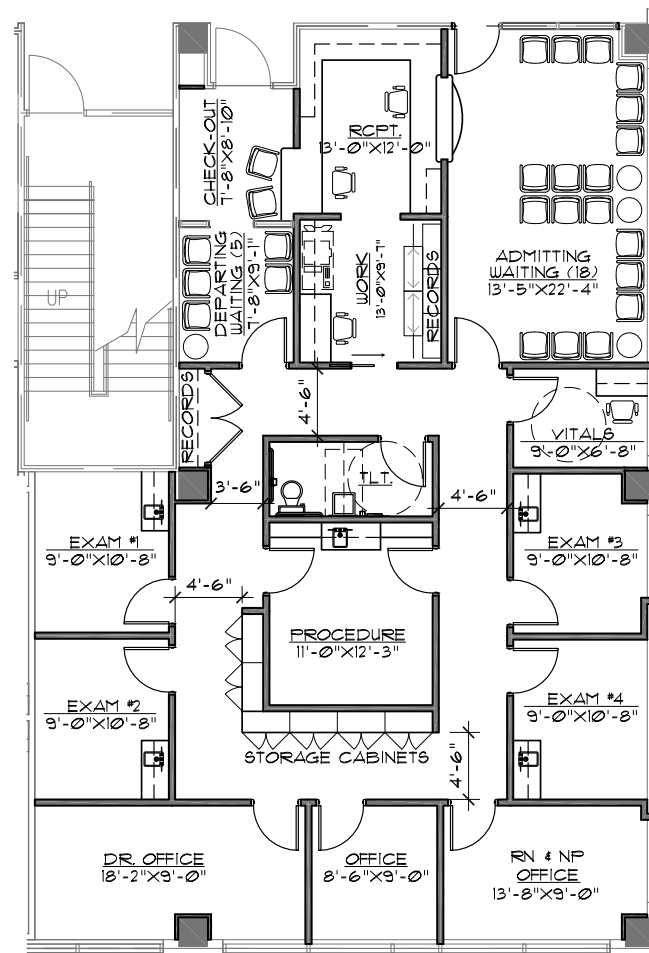 CHECK-OUT
7'-8"X8'-10"
RCPT.
13'-0"X12'-0"
ADMITTING
WAITING (18)
13'-5"X22'-4"
DEPARTING
WAITING (5)
7'-8"X9'-1"
WORK
13'-0"X9'-7"
RECORDS
UP
RECORDS
4'-6"
VITALS
9'-0"X6'-8"
TLT.
3'-6"
4'-6"
EXAM #1
9'-0"X10'-8"
EXAM #3
9'-0"X10'-8"
4'-6"
PROCEDURE
11'-0"X12'-3"
EXAM #2
9'-0"X10'-8"
EXAM #4
9'-0"X10'-8"
STORAGE CABINETS
4'-6"
DR. OFFICE
18'-2"X9'-0"
OFFICE
8'-6"X9'-0"
RN & NP
OFFICE
13'-8"X9'-0"